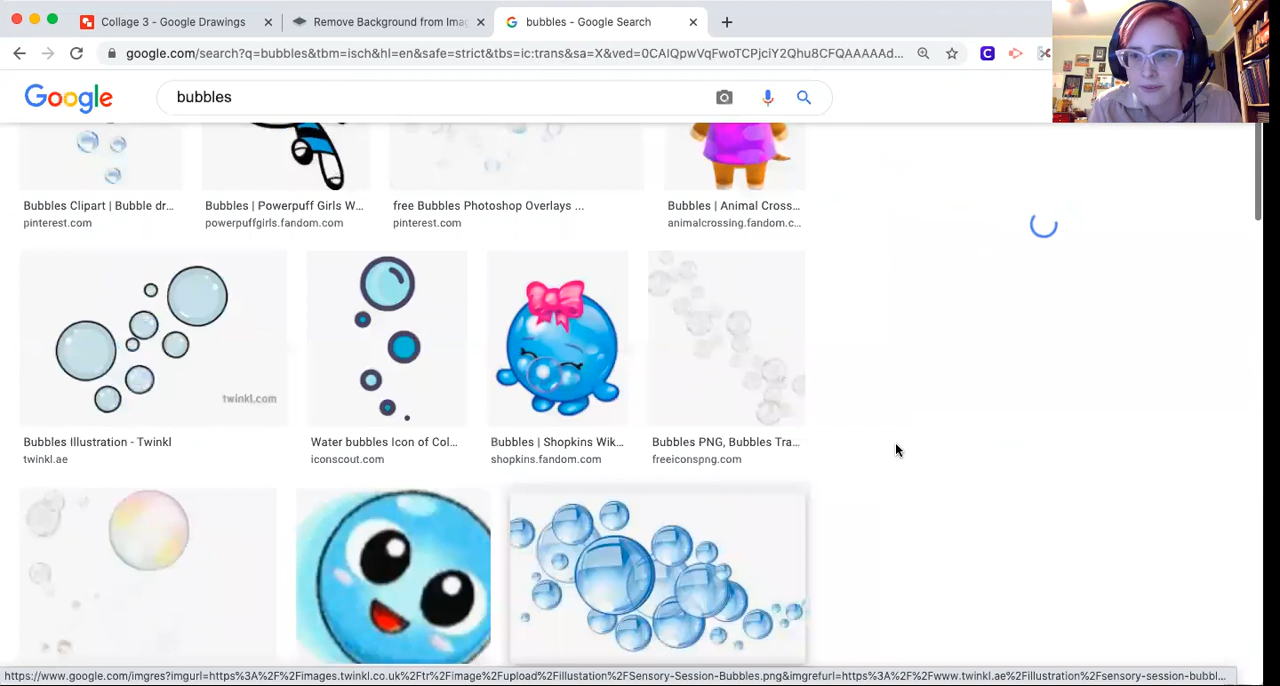 Collage 3 - Google Drawings
Remove Background from Imag
bubbles - Google Search
google.com/search?q=bubbles&tbm=isch&hl=en&safe=strict&tbs=ic:trans&sa=X&ved=0CAIQpwVqFwoTCPjciY2Qhu8CFQAAAAAd...
Google
bubbles
Bubbles Clipart | Bubble dr...
pinterest.com
Bubbles | Powerpuff Girls W...
powerpuffgirls.fandom.com
free Bubbles Photoshop Overlays ...
pinterest.com
Bubbles | Animal Cross...
animalcrossing.fandom.c...
twinkl.com
Bubbles Illustration - Twinkl
twinkl.ae
Water bubbles Icon of Col...
iconscout.com
Bubbles | Shopkins Wik...
shopkins.fandom.com
Bubbles PNG, Bubbles Tra...
freeiconspng.com
https://www.google.com/imgres?imgurl=https%3A%2F%2Fimages.twinkl.co.uk%2Ftr%2Fimage%2Fupload%2Fillustation%2FSensory-Session-Bubbles.png&imgrefurl=https%3A%2F%2Fwww.twinkl.ae%2Fillustration%2Fsensory-session-bubbl...